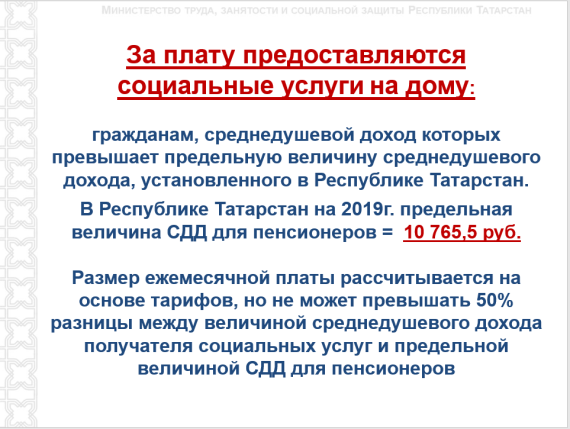 Министерство труда, занятости и социальной защиты Республики Татарстан
За плату предоставляются
социальные услуги на дому:
гражданам, среднедушевой доход которых
превышает предельную величину среднедушевого
дохода, установленного в Республике Татарстан.
В Республике Татарстан на 2019г. предельная
величина СДД для пенсионеров = 10 765,5 руб.
Размер ежемесячной платы рассчитывается на
основе тарифов, но не может превышать 50%
разницы между величиной среднедушевого дохода
получателя социальных услуг и предельной
величиной СДД для пенсионеров